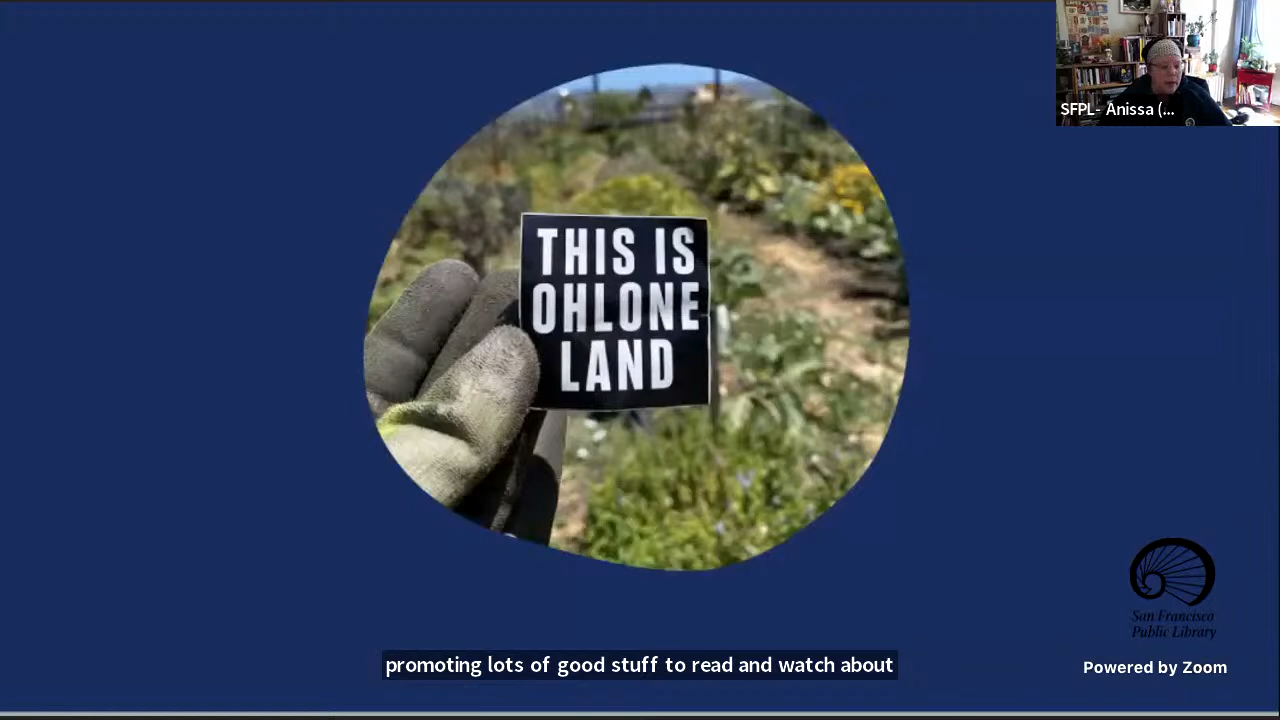 SFPL- Anissa (...
THIS IS
OHLONE
LAND
San Francisco
Public Library
promoting lots of good stuff to read and watch about
Powered by Zoom